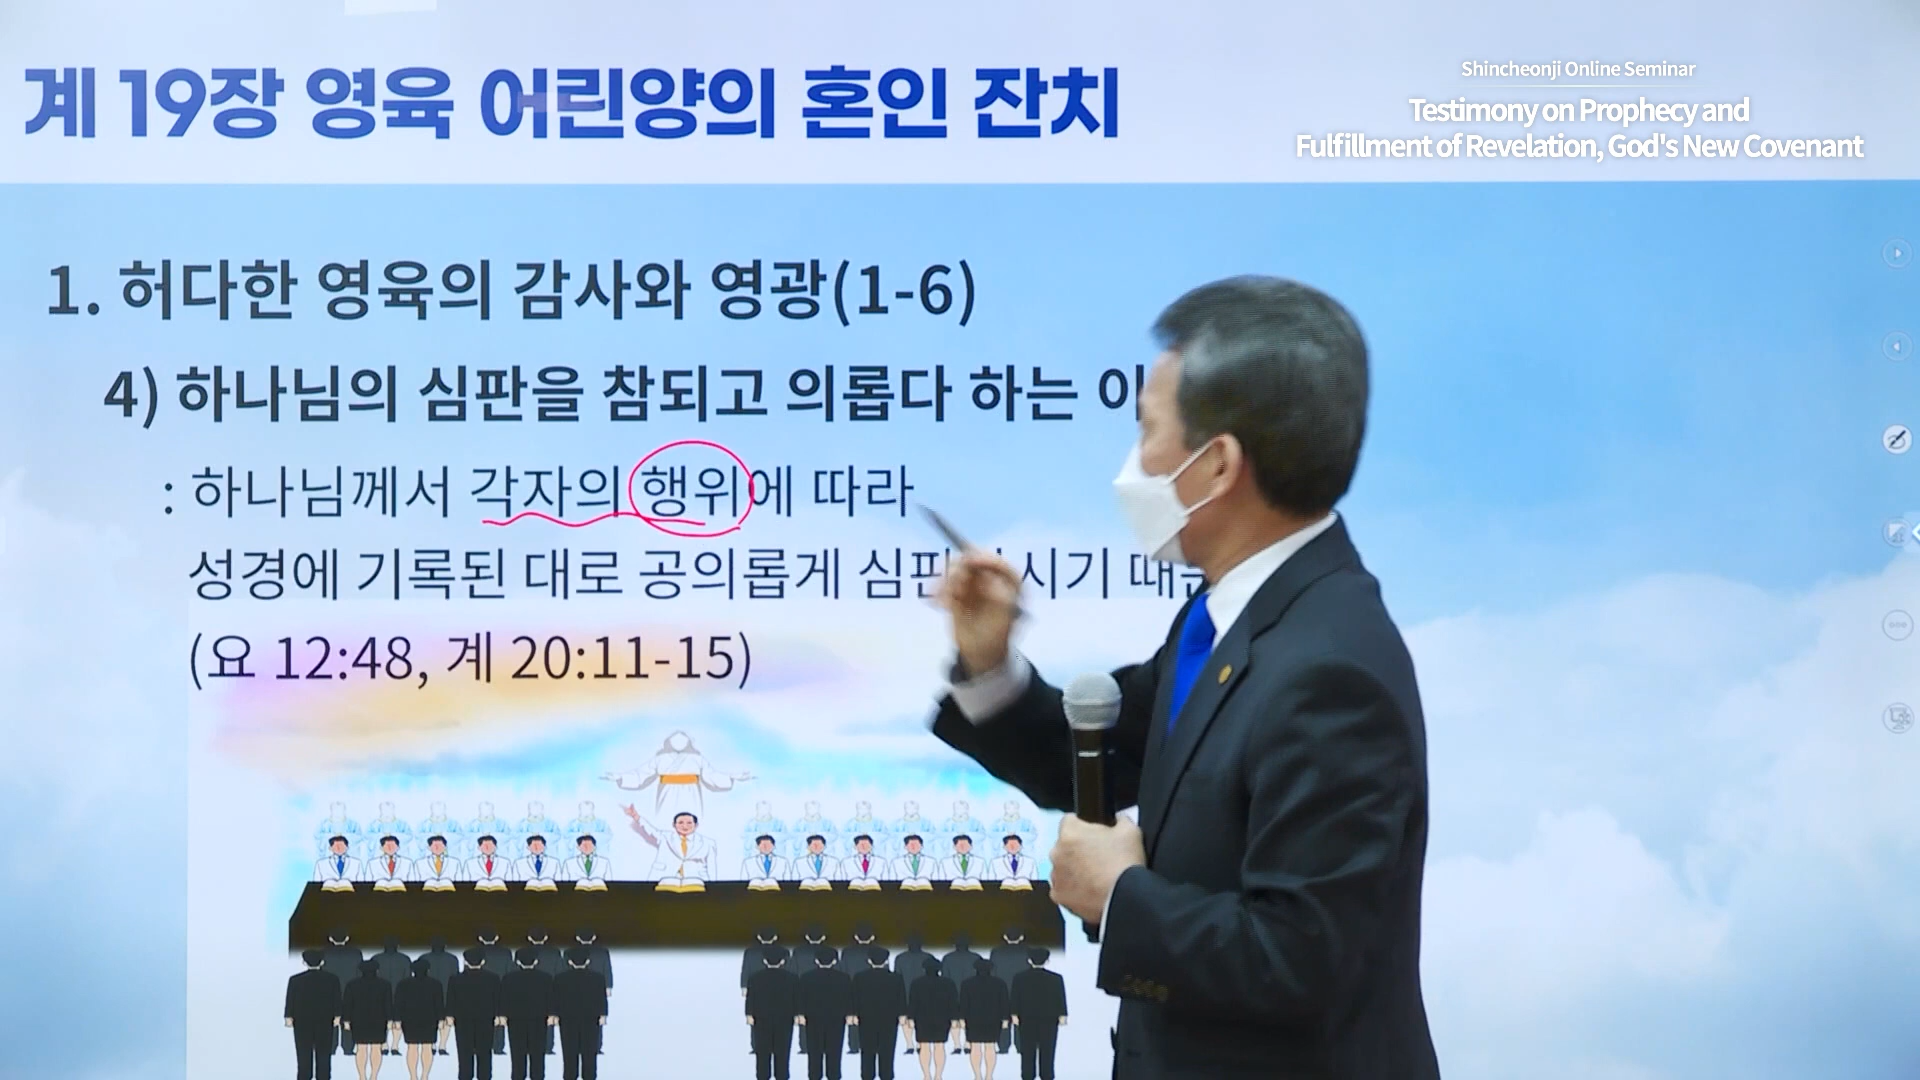 계 19장 영육 어린양의 혼인 잔치
Shincheonji Online Seminar
Testimony on Prophecy and
Fulfillment of Revelation, God's New Covenant
1. 허다한 영육의 감사와 영광(1-6)
4) 하나님의 심판을 참되고 의롭다 하는
: 하나님께서 각자의 행위에 따라
성경에 기록된 대로 공의롭게
(요 12:48, 계 20:11-15)